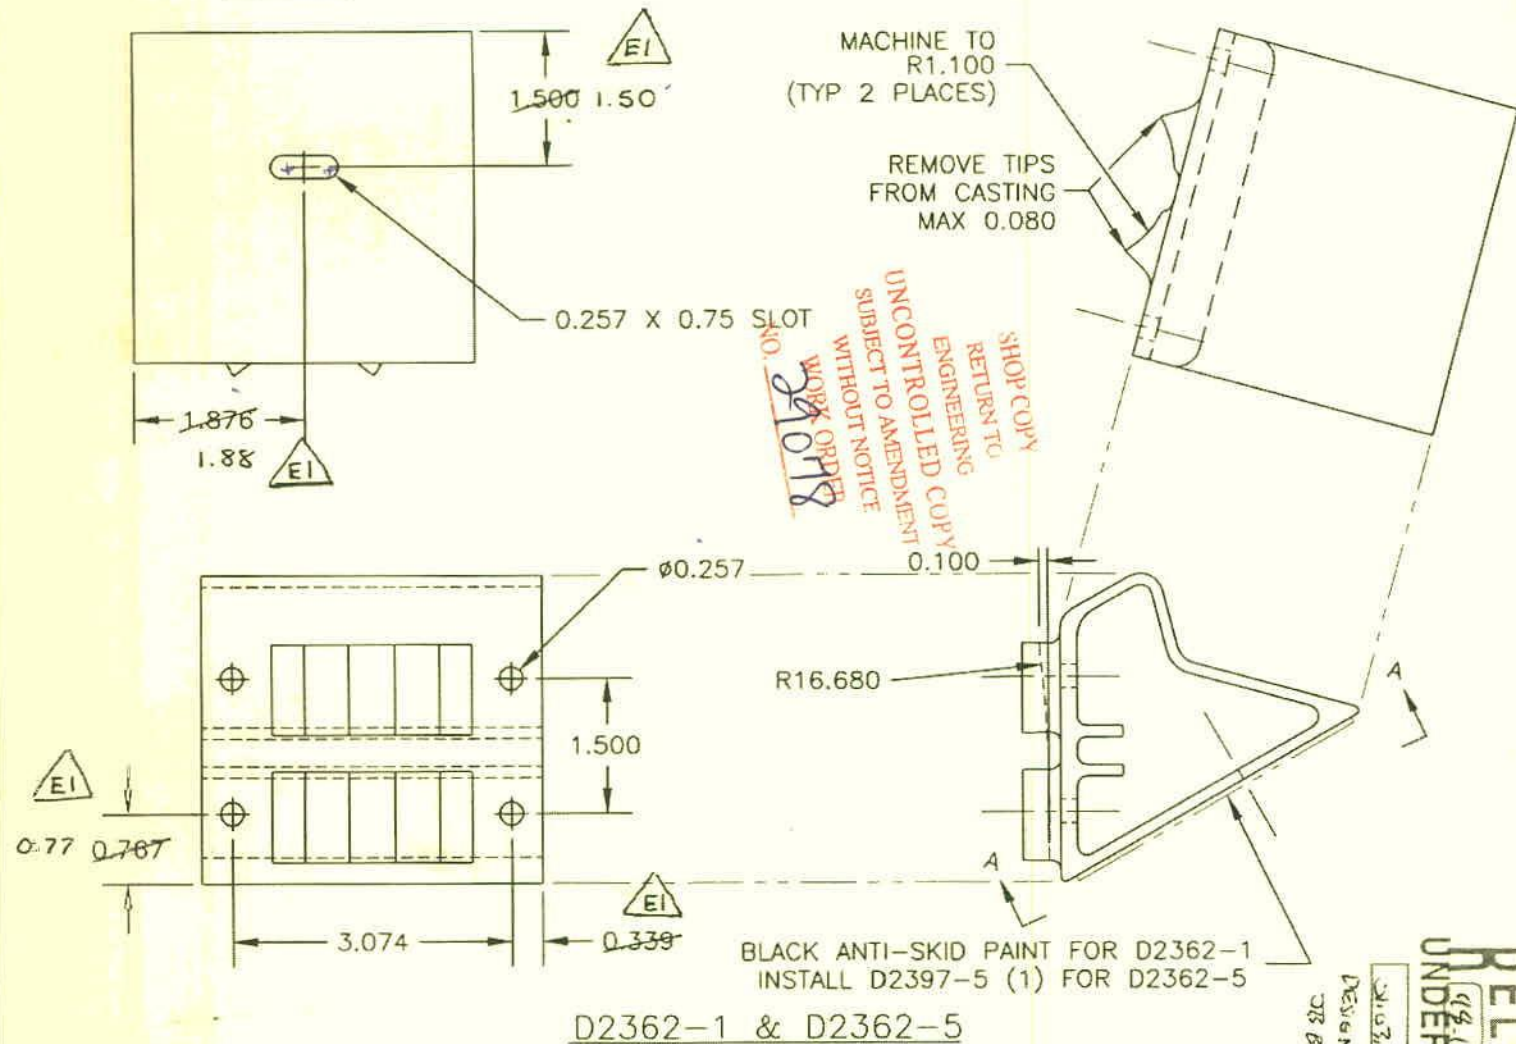 E1
1.500 1.50
MACHINE TO
R1.100
(TYP 2 PLACES)
REMOVE TIPS
FROM CASTING
MAX 0.080
0.257 X 0.75 SLOT
1.876
1.88
E1
SHOP COPY
RETURN TO
ENGINEERING
UNCONTROLLED COPY
SUBJECT TO AMENDMENT
WITHOUT NOTICE
WORK ORDER
NO. 29078
ø0.257
0.100
R16.680
A
1.500
E1
0.77 0.767
A
E1
3.074
0.339
BLACK ANTI-SKID PAINT FOR D2362-1
INSTALL D2397-5 (1) FOR D2362-5
D2362-1 & D2362-5
REL
UNDER